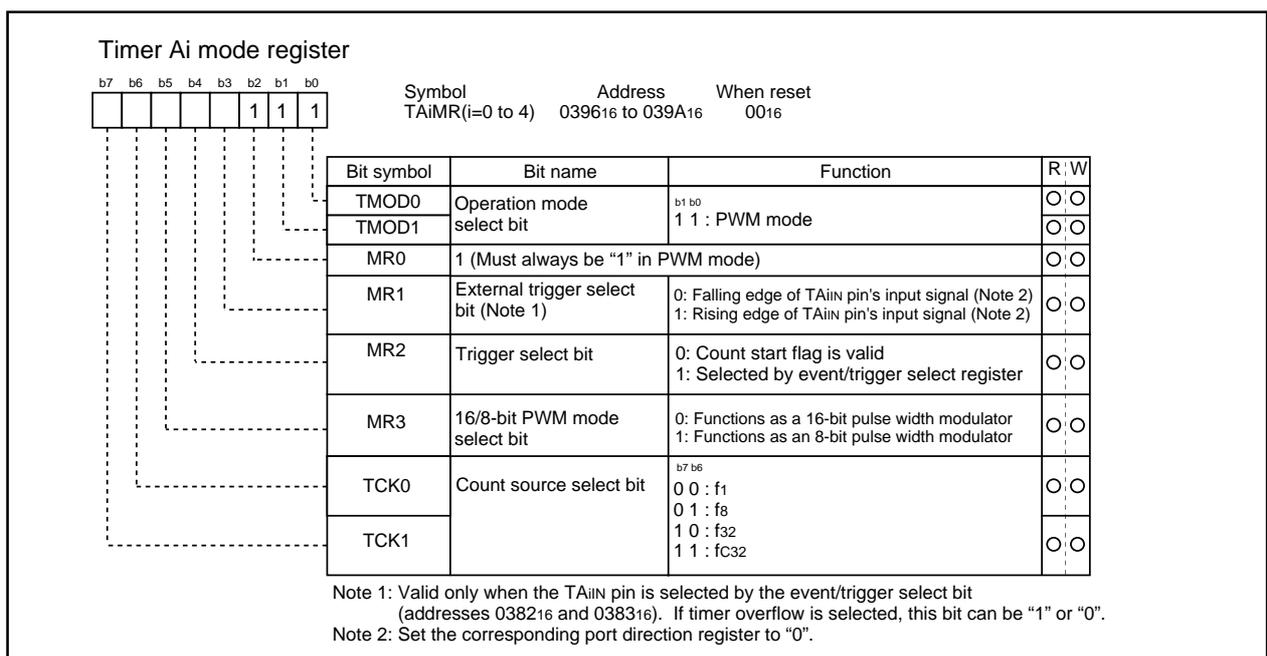 Timer Ai mode register
b7 b6 b5 b4 b3 b2 b1 b0
1 1 1
Symbol Address When reset
TAiMR(i=0 to 4) 039616 to 039A16 0016
Bit symbol Bit name Function R W
TMOD0
TMOD1
Operation mode
select bit
b1 b0
1 1 : PWM mode
MR0 1 (Must always be “1” in PWM mode)
MR1
External trigger select
bit (Note 1)
0: Falling edge of TAiIN pin's input signal (Note 2)
1: Rising edge of TAiIN pin's input signal (Note 2)
MR2
Trigger select bit
0: Count start flag is valid
1: Selected by event/trigger select register
MR3
16/8-bit PWM mode
select bit
0: Functions as a 16-bit pulse width modulator
1: Functions as an 8-bit pulse width modulator
TCK0
TCK1
Count source select bit
b7 b6
0 0 : f1
0 1 : f8
1 0 : f32
1 1 : fC32
Note 1: Valid only when the TAiIN pin is selected by the event/trigger select bit
(addresses 038216 and 038316). If timer overflow is selected, this bit can be “1” or “0”.
Note 2: Set the corresponding port direction register to “0”.